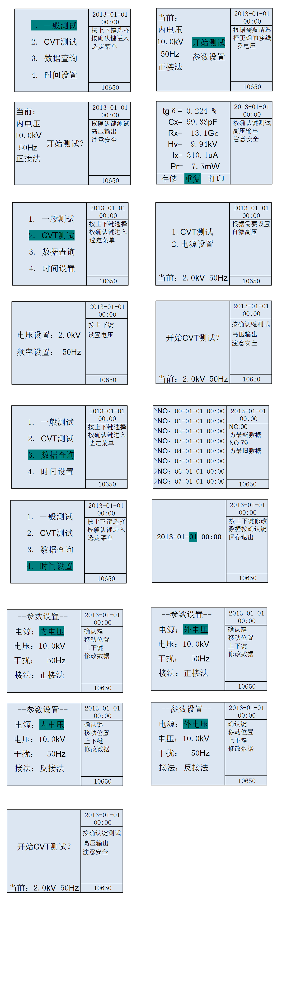 1. 一般测试
2. CVT测试
3. 数据查询
4. 时间设置
2013-01-01
00:00
按上下键选择
按确认键进入
选定菜单
10650
当前：
内电压
10.0kV
50Hz
正接法
开始测试
参数设置
2013-01-01
00:00
根据需要请选
择正确的接线
及电压
10650
当前：
内电压
10.0kV
50Hz
正接法
开始测试？
2013-01-01
00:00
按确认键测试
高压输出
注意安全
10650
tgδ= 0.224 %
Cx= 99.33pF
Rx= 13.1GΩ
Hv= 9.94kV
Ix= 310.1uA
Pr= 7.5mW
存储 重复 打印
2013-01-01
00:00
按确认键测试
高压输出
注意安全
1. 一般测试
2. CVT测试
3. 数据查询
4. 时间设置
2013-01-01
00:00
按上下键选择
按确认键进入
选定菜单
10650
1.CVT测试
2.电源设置
当前：2.0kV-50Hz
2013-01-01
00:00
根据需要设置
自激高压
10650
电压设置：2.0kV
频率设置： 50Hz
2013-01-01
00:00
按上下键
设置电压
10650
开始CVT测试？
当前：2.0kV-50Hz
2013-01-01
00:00
按确认键测试
高压输出
注意安全
10650
1. 一般测试
2. CVT测试
3. 数据查询
4. 时间设置
2013-01-01
00:00
按上下键选择
按确认键进入
选定菜单
10650
>NO：00-01-01 00:00
>NO：01-01-01 00:00
>NO：02-01-01 00:00
>NO：03-01-01 00:00
>NO：04-01-01 00:00
>NO：05-01-01 00:00
>NO：06-01-01 00:00
>NO：07-01-01 00:00
2013-01-01
00:00
NO.00
为最新数据
NO.79
为最旧数据
10650
1. 一般测试
2. CVT测试
3. 数据查询
4. 时间设置
2013-01-01
00:00
按上下键选择
按确认键进入
选定菜单
10650
2013-01-01 00:00
2013-01-01
00:00
按上下键修改
数据按确认键
保存退出
10650
--参数设置--
电源：内电压
电压：10.0kV
干扰： 50Hz
接法：正接法
2013-01-01
00:00
确认键
移动位置
上下键
修改数据
10650
--参数设置--
电源：外电压
电压：10.0kV
干扰： 50Hz
接法：正接法
2013-01-01
00:00
确认键
移动位置
上下键
修改数据
10650
--参数设置--
电源：内电压
电压：10.0kV
干扰： 50Hz
接法：反接法
2013-01-01
00:00
确认键
移动位置
上下键
修改数据
10650
--参数设置--
电源：外电压
电压：10.0kV
干扰： 50Hz
接法：反接法
2013-01-01
00:00
确认键
移动位置
上下键
修改数据
10650
开始CVT测试？
当前：2.0kV-50Hz
2013-01-01
00:00
按确认键测试
高压输出
注意安全
10650